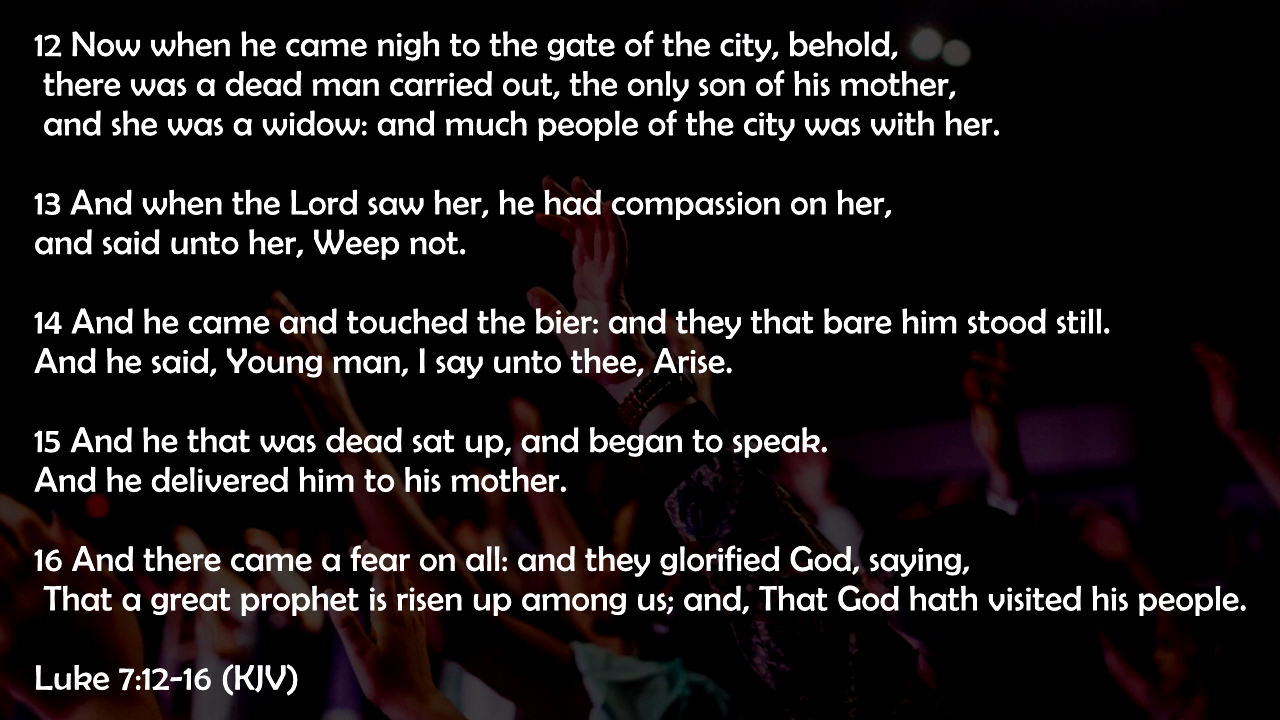 12 Now when he came nigh to the gate of the city, behold,
there was a dead man carried out, the only son of his mother,
and she was a widow: and much people of the city was with her.
13 And when the Lord saw her, he had compassion on her,
and said unto her, Weep not.
14 And he came and touched the bier: and they that bare him stood still.
And he said, Young man, I say unto thee, Arise.
15 And he that was dead sat up, and began to speak.
And he delivered him to his mother.
16 And there came a fear on all: and they glorified God, saying,
That a great prophet is risen up among us; and, That God hath visited his people.
Luke 7:12-16 (KJV)